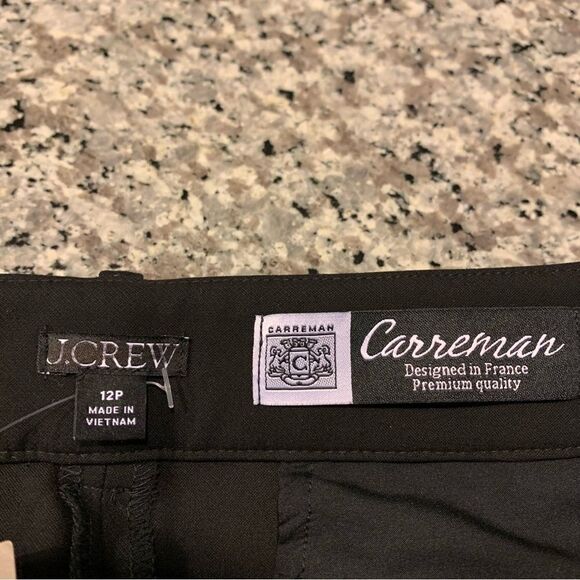 J.CREW
12P
MADE IN
VIETNAM
CARREMAN
C
Carreman
Designed in France
Premium quality